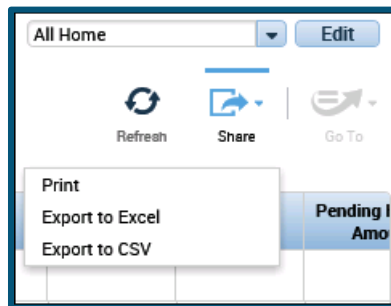 All Home
Edit
Refresh
Share
Go To
Print
Export to Excel
Export to CSV
Pending
Amo